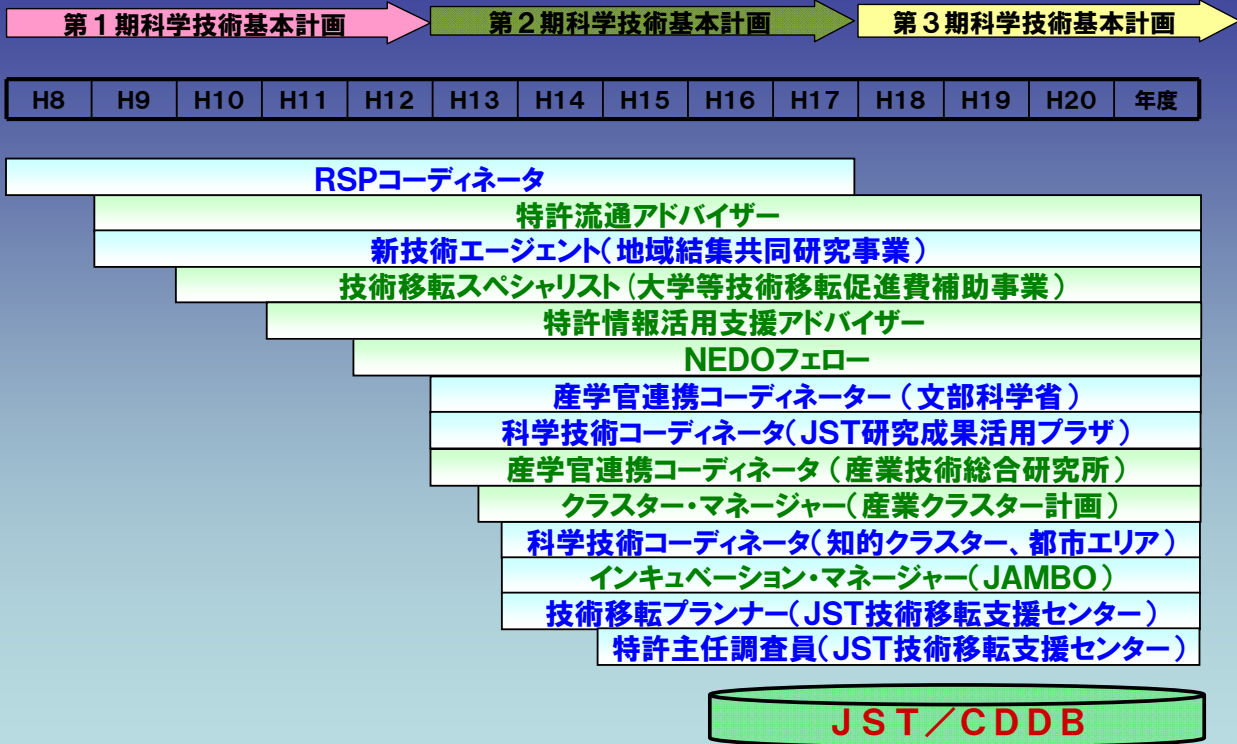 第1期科学技術基本計画
第2期科学技術基本計画
第3期科学技術基本計画
H8 H9 H10 H11 H12 H13 H14 H15 H16 H17 H18 H19 H20 年度
RSPコーディネータ
特許流通アドバイザー
新技術エージェント(地域結集共同研究事業)
技術移転スペシャリスト(大学等技術移転促進費補助事業)
特許情報活用支援アドバイザー
NEDOフェロー
産学官連携コーディネーター(文部科学省)
科学技術コーディネータ(JST研究成果活用プラザ)
産学官連携コーディネータ(産業技術総合研究所)
クラスター・マネージャー(産業クラスター計画)
科学技術コーディネータ(知的クラスター、都市エリア)
インキュベーション・マネージャー(JAMBO)
技術移転プランナー(JST技術移転支援センター)
特許主任調査員(JST技術移転支援センター)
JST/CDDB